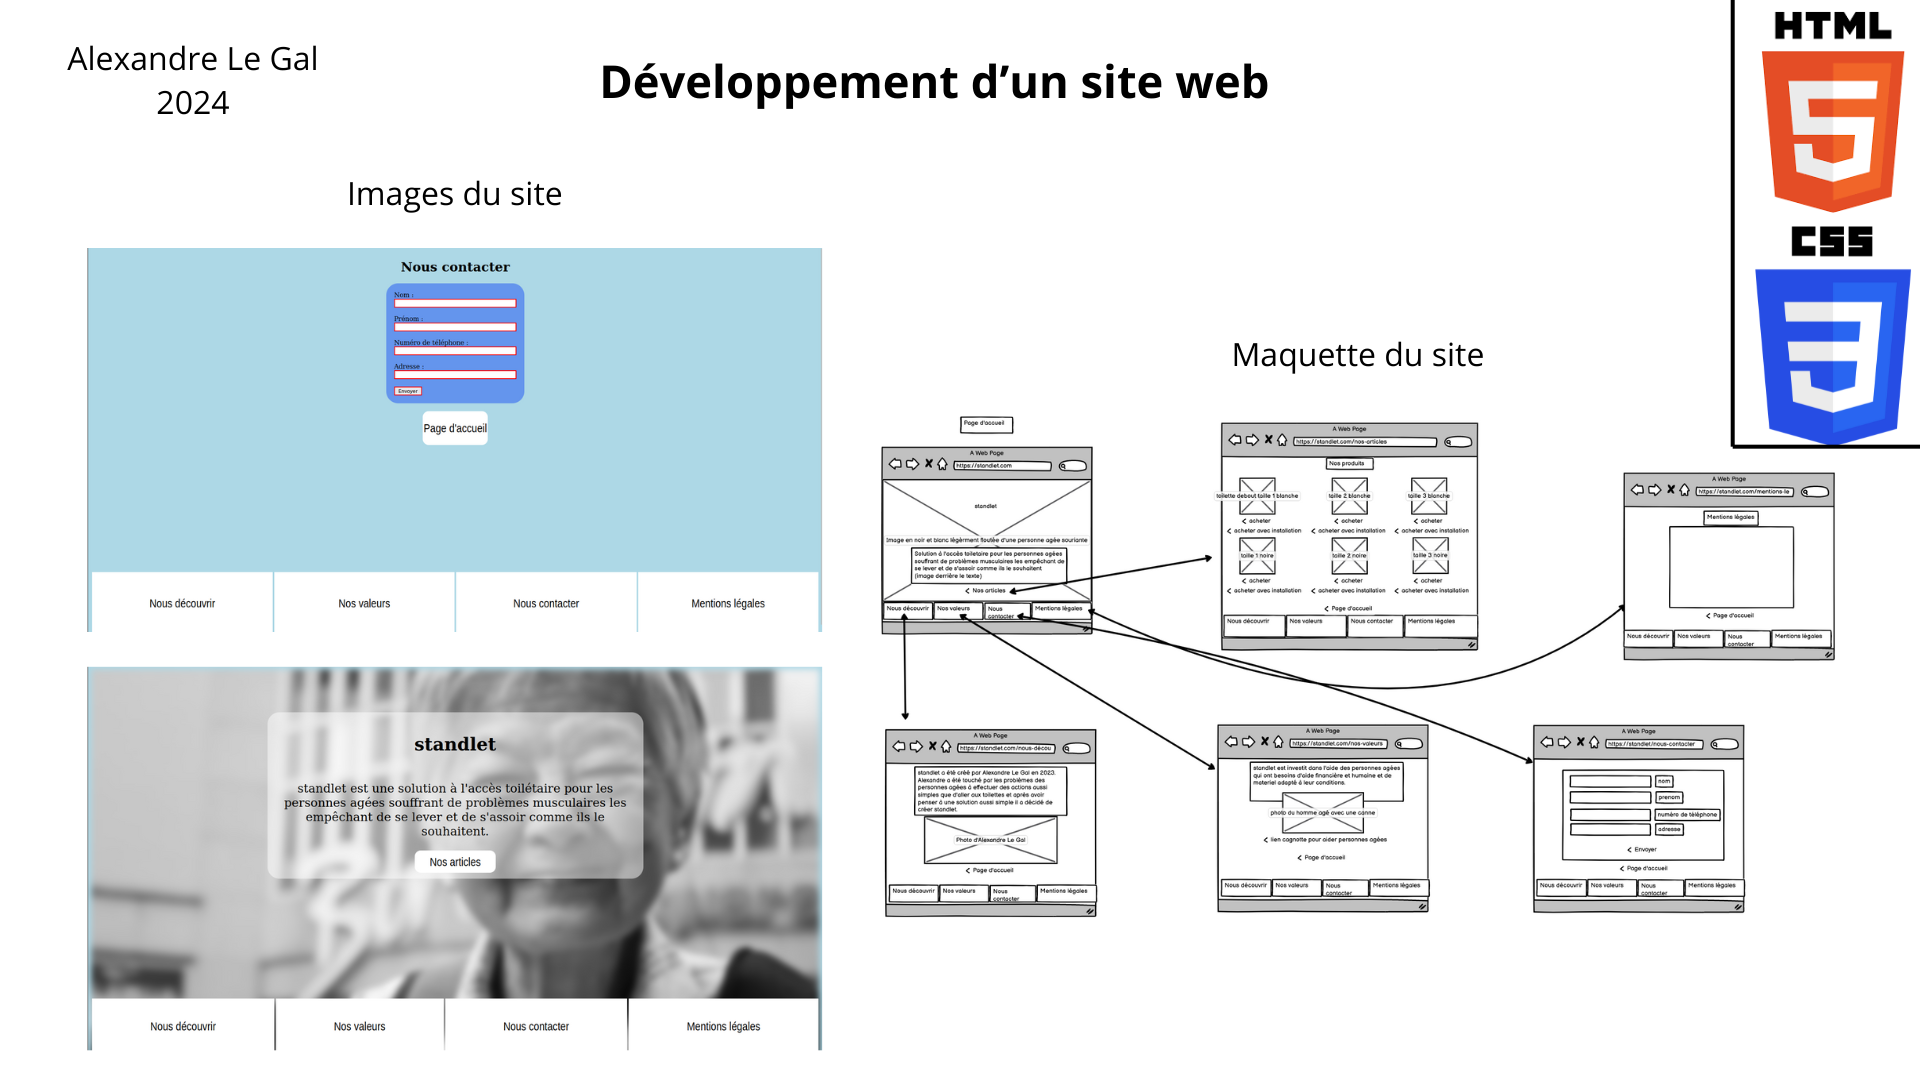 Alexandre Le Gal
2024
Développement d’un site web
HTML
CSS
Images du site
Nous contacter
Nom :
Prénom :
Numéro de téléphone :
Adresse :
Envoyer
Page d'accueil
Nous découvrir
Nos valeurs
Nous contacter
Mentions légales
standlet
standlet est une solution à l'accès toilétaire pour les
personnes agées souffrant de problèmes musculaires les
empêchant de se lever et de s'assoir comme ils le
souhaitent.
Nos articles
Nous découvrir
Nos valeurs
Nous contacter
Mentions légales
Maquette du site
Page d'accueil
A Web Page
https://standlet.com
standlet
Image en noir et blanc légèrment floutée d'une personne agée souriante
Solution à l'accès toilétaire pour les personnes agées
souffrant de problèmes musculaires les empêchant de
se lever et de s'assoir comme ils le souhaitent
(Image derrière le texte)
Nos articles
Nous découvrir
Nos valeurs
Nous
contacter
Mentions légales
A Web Page
https://standlet.com/nos-articles
Nos produits
toilette debout taille 1 blanche
taille 2 blanche
taille 3 blanche
acheter
acheter
acheter
acheter avec installation
acheter avec installation
acheter avec installation
taille 1 noire
taille 2 noire
taille 3 noire
acheter
acheter
acheter
acheter avec installation
acheter avec installation
acheter avec installation
Page d'accueil
Nous découvrir
Nos valeurs
Nous contacter
Mentions légales
A Web Page
https://standlet.com/mentions-le
Mentions légales
Page d'accueil
Nous découvrir
Nos valeurs
Nous
contacter
Mentions légales
A Web Page
https://standlet.com/nous-décou
standlet a été créé par Alexandre Le Gal en 2023.
Alexandre a été touché par les problèmes des
personnes agées à effectuer des actions aussi
simples que d'aller aux toilettes et après avoir
penser à une solution aussi simple il a décidé de
créer standlet.
Photo d'Alexandre Le Gal
Page d'accueil
Nous découvrir
Nos valeurs
Nous
contacter
Mentions légales
A Web Page
https://standlet.com/nos-valeurs
standlet est investit dans l'aide des personnes agées
qui ont besoins d'aide financière et humaine et de
materiel adapté à leur conditions.
photo du homme agé avec une canne
lien cagnotte pour aider personnes agées
Page d'accueil
Nous découvrir
Nos valeurs
Nous
contacter
Mentions légales
A Web Page
https://standlet/nous-contacter
nom
prenom
numéro de téléphone
adresse
Envoyer
Page d'accueil
Nous découvrir
Nos valeurs
Nous
contacter
Mentions légales